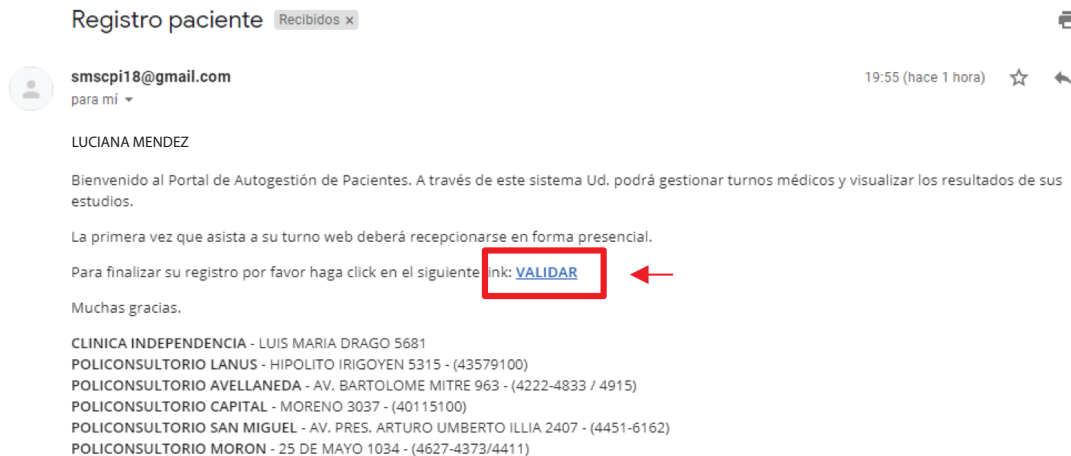 Registro paciente Recibidos x
smscpi18@gmail.com 19:55 (hace 1 hora)
para mí
LUCIANA MENDEZ
Bienvenido al Portal de Autogestión de Pacientes. A través de este sistema Ud. podrá gestionar turnos médicos y visualizar los resultados de sus
estudios.
La primera vez que asista a su turno web deberá recepcionarse en forma presencial.
Para finalizar su registro por favor haga click en el siguiente link: VALIDAR
Muchas gracias.
CLINICA INDEPENDENCIA - LUIS MARIA DRAGO 5681
POLICONSULTORIO LANUS - HIPOLITO IRIGOYEN 5315 - (43579100)
POLICONSULTORIO AVELLANEDA - AV. BARTOLOME MITRE 963 - (4222-4833 / 4915)
POLICONSULTORIO CAPITAL - MORENO 3037 - (40115100)
POLICONSULTORIO SAN MIGUEL - AV. PRES. ARTURO UMBERTO ILLIA 2407 - (4451-6162)
POLICONSULTORIO MORON - 25 DE MAYO 1034 - (4627-4373/4411)